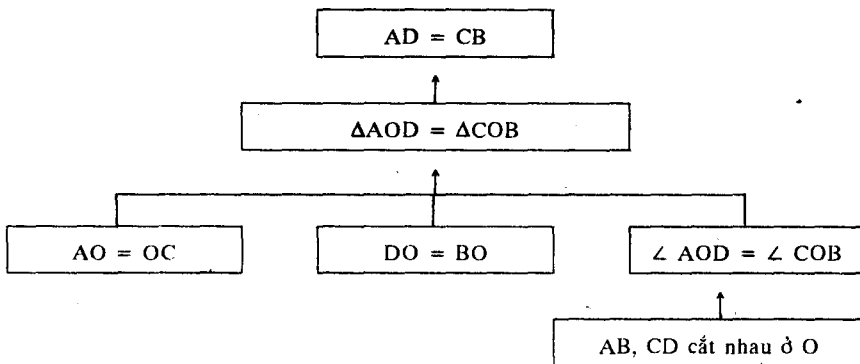 AD = CB
ΔAOD = ΔCOB
AO = OC
DO = BO
∠ AOD = ∠ COB
AB, CD cắt nhau ở O